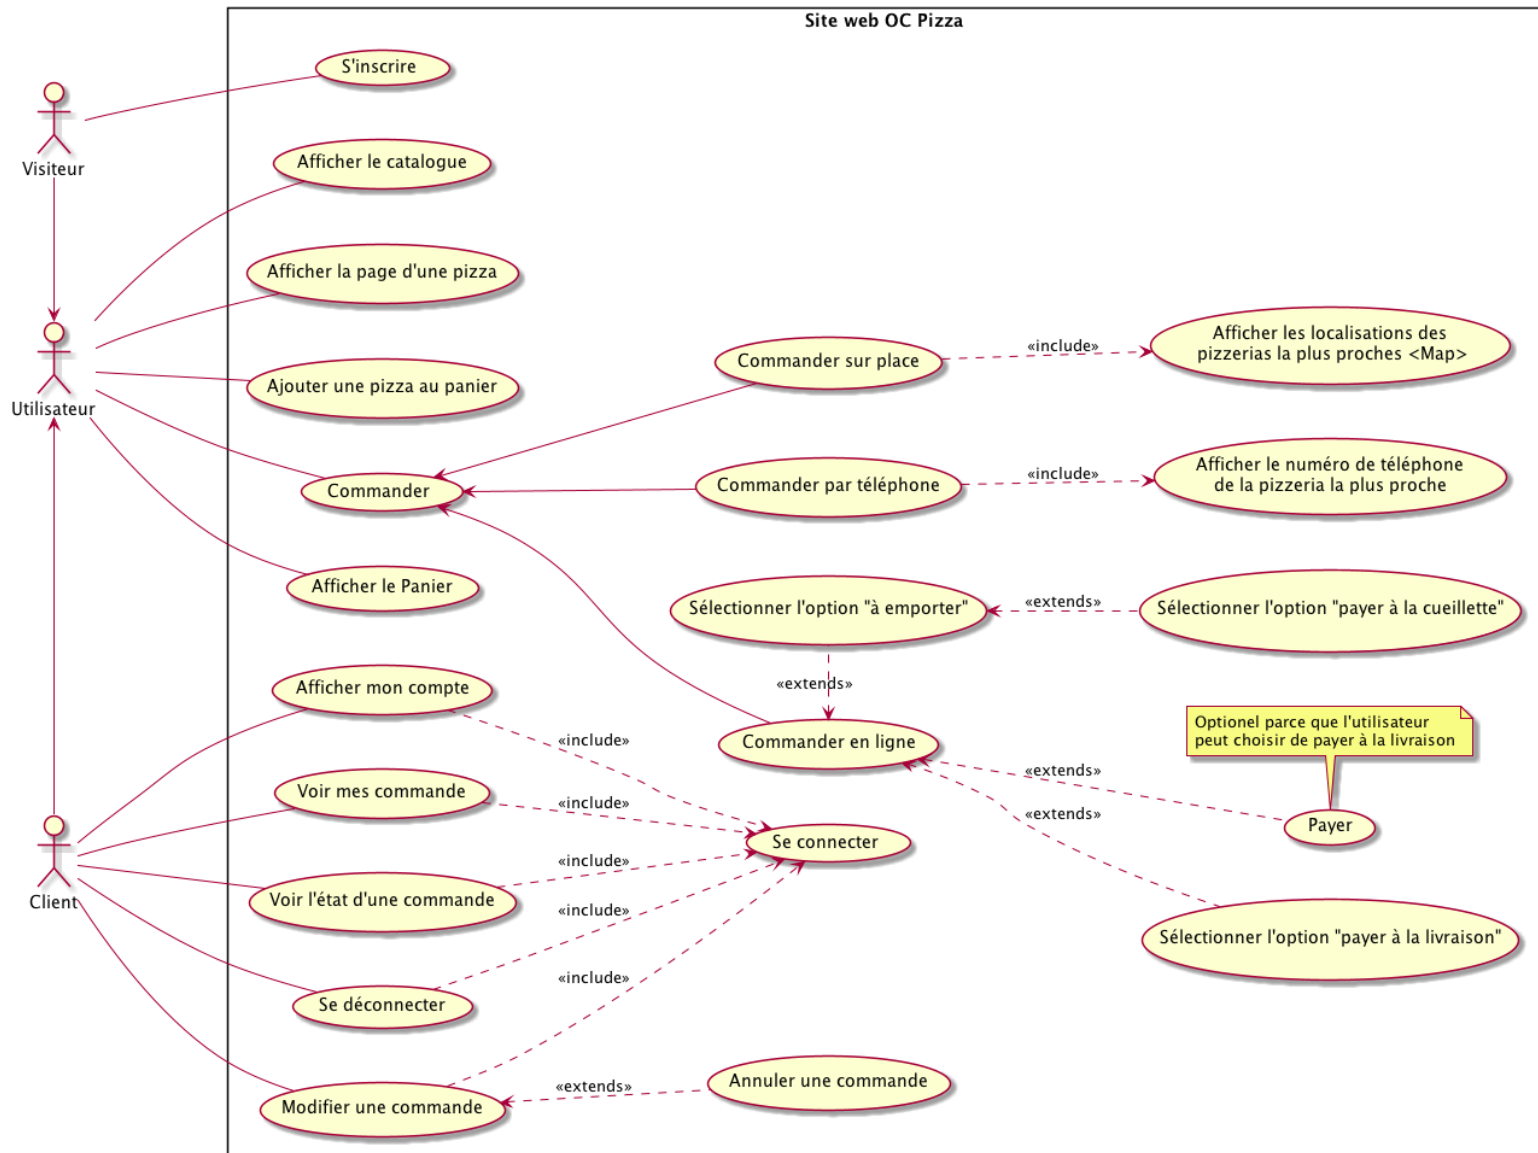 Site web OC Pizza
S'inscrire
Visiteur
Afficher le catalogue
Afficher la page d'une pizza
Utilisateur
Ajouter une pizza au panier
Commander sur place
«include»
Afficher les localisations des
pizzerias la plus proches <Map>
Commander
Commander par téléphone
«include»
Afficher le numéro de téléphone
de la pizzeria la plus proche
Afficher le Panier
Sélectionner l'option "à emporter"
«extends»
Sélectionner l'option "payer à la cueillette"
Afficher mon compte
«extends»
«include»
Commander en ligne
Optionel parce que l'utilisateur
peut choisir de payer à la livraison
«extends»
Voir mes commande
«include»
«extends»
Payer
Se connecter
Client
«include»
Voir l'état d'une commande
«include»
Sélectionner l'option "payer à la livraison"
«include»
Se déconnecter
Modifier une commande
«extends»
Annuler une commande